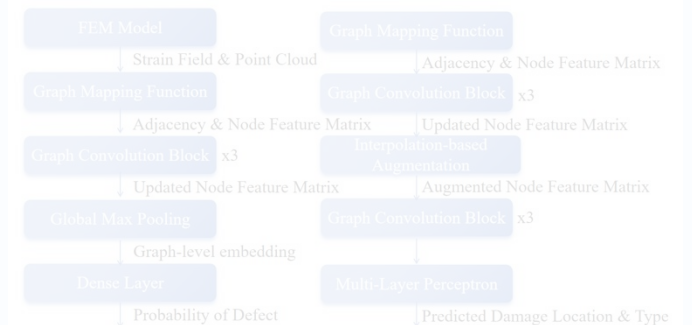 FEM Model
Strain Field & Point Cloud
Graph Mapping Function
Adjacency & Node Feature Matrix
Graph Convolution Block x3
Updated Node Feature Matrix
Global Max Pooling
Graph-level embedding
Dense Layer
Probability of Defect
Graph Mapping Function
Adjacency & Node Feature Matrix
Graph Convolution Block x3
Updated Node Feature Matrix
Interpolation-based
Augmentation
Augmented Node Feature Matrix
Graph Convolution Block x3
Multi-Layer Perceptron
Predicted Damage Location & Type